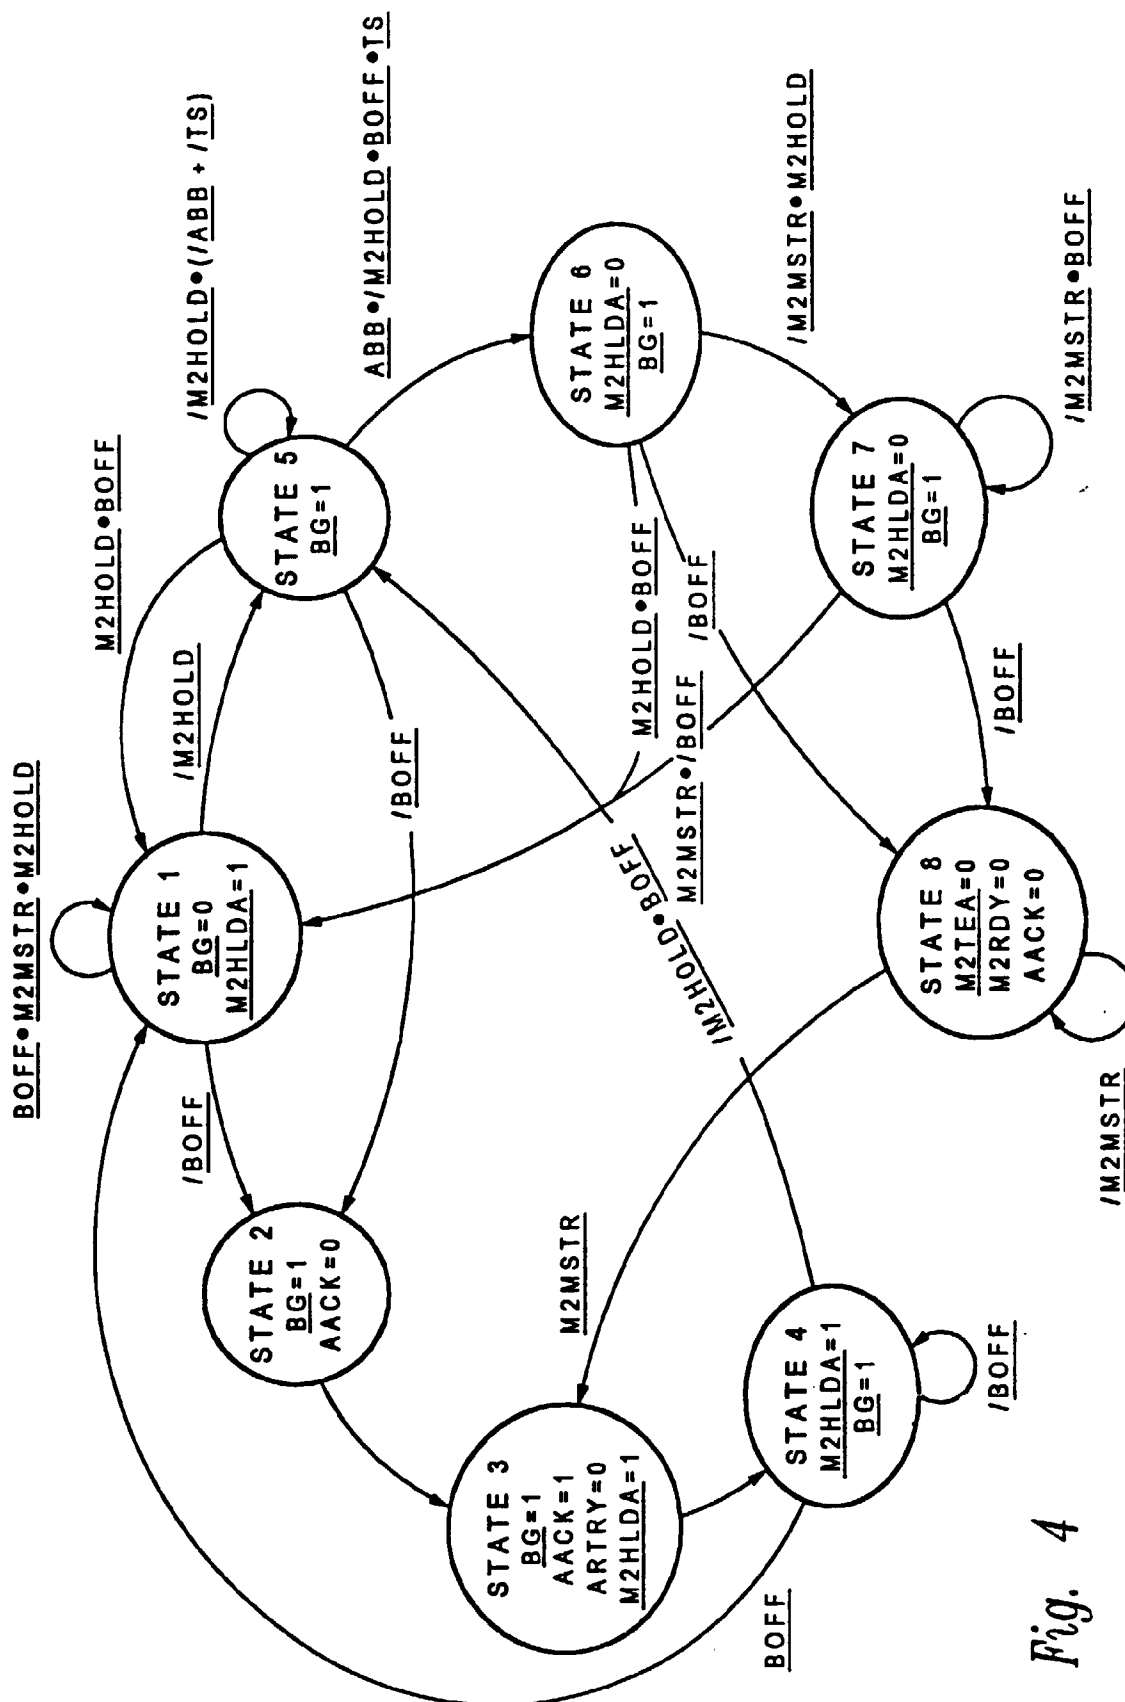 BOFF•M2MSTR•M2HOLD
STATE 1
BG=0
M2HLDA=1
M2HOLD•BOFF
/M2HOLD
/M2HOLD•(/ABB + /TS)
STATE 5
BG=1
ABB•/M2HOLD•BOFF•TS
/BOFF
/BOFF
STATE 2
BG=1
AACK=0
STATE 6
M2HLDA=0
BG=1
/M2MSTR•M2HOLD
M2HOLD•BOFF
/BOFF
M2MSTR•/BOFF
/M2HOLD•BOFF
STATE 7
M2HLDA=0
BG=1
/M2MSTR•BOFF
/BOFF
M2MSTR
STATE 3
BG=1
AACK=1
ARTRY=0
M2HLDA=1
STATE 4
M2HLDA=1
BG=1
/BOFF
BOFF
STATE 8
M2TEA=0
M2RDY=0
AACK=0
/M2MSTR
Fig. 4